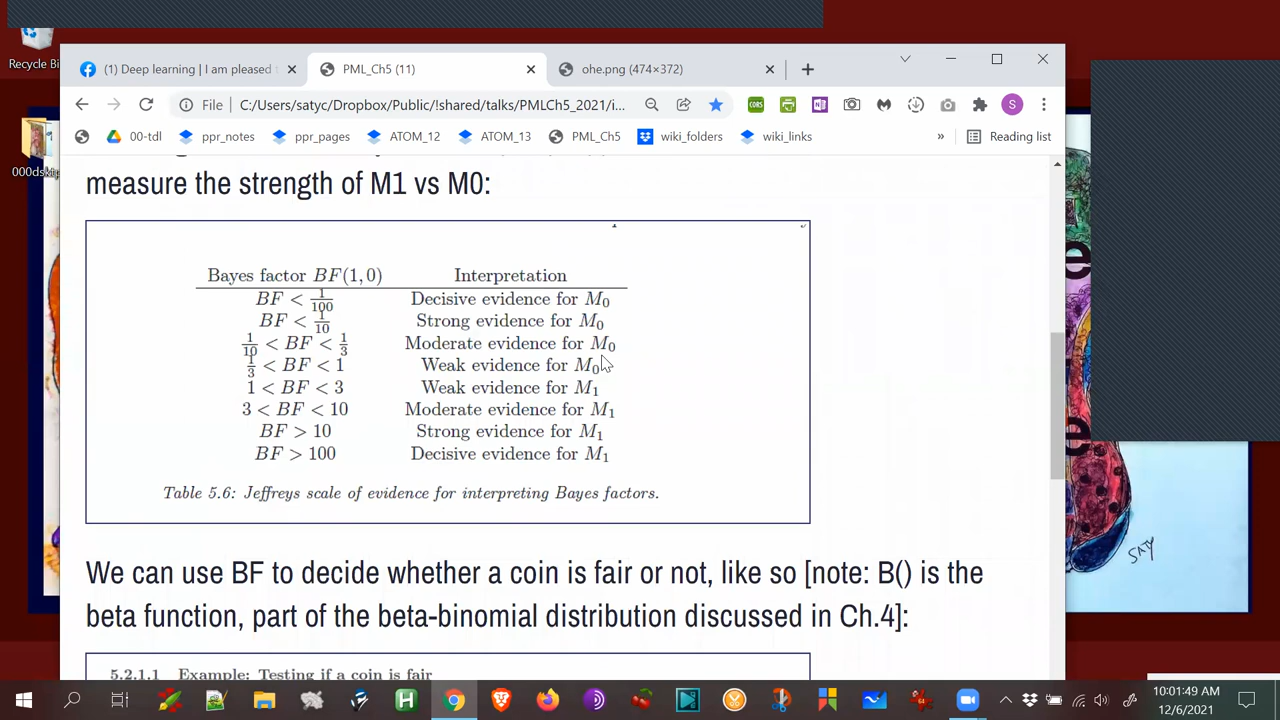 Recycle Bi
(1) Deep learning | I am pleased
PML_Ch5 (11)
ohe.png (474×372)
File
C:/Users/satyc/Dropbox/Public/!shared/talks/PMLCh5_2021/i...
CORS
S
00-tdl
ppr_notes
ppr_pages
ATOM_12
ATOM_13
PML_Ch5
wiki_folders
wiki_links
»
Reading list
000dsktp
measure the strength of M1 vs M0:
Bayes factor BF(1,0) Interpretation
BF < 1/100 Decisive evidence for M₀
BF < 1/10 Strong evidence for M₀
1/10 < BF < 1/3 Moderate evidence for M₀
1/3 < BF < 1 Weak evidence for M₀
1 < BF < 3 Weak evidence for M₁
3 < BF < 10 Moderate evidence for M₁
BF > 10 Strong evidence for M₁
BF > 100 Decisive evidence for M₁
Table 5.6: Jeffreys scale of evidence for interpreting Bayes factors.
We can use BF to decide whether a coin is fair or not, like so [note: B() is the
beta function, part of the beta-binomial distribution discussed in Ch.4]:
5.2.1.1 Example: Testing if a coin is fair
e
e
SATY
10:01:49 AM
12/6/2021